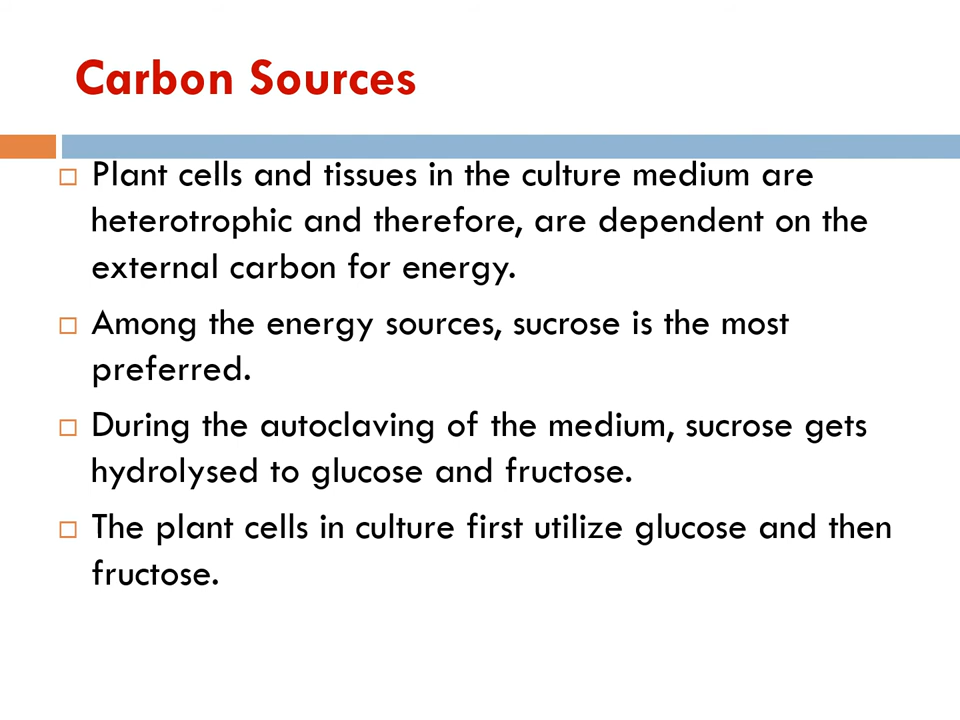 Carbon Sources
Plant cells and tissues in the culture medium are
heterotrophic and therefore, are dependent on the
external carbon for energy.
Among the energy sources, sucrose is the most
preferred.
During the autoclaving of the medium, sucrose gets
hydrolysed to glucose and fructose.
The plant cells in culture first utilize glucose and then
fructose.